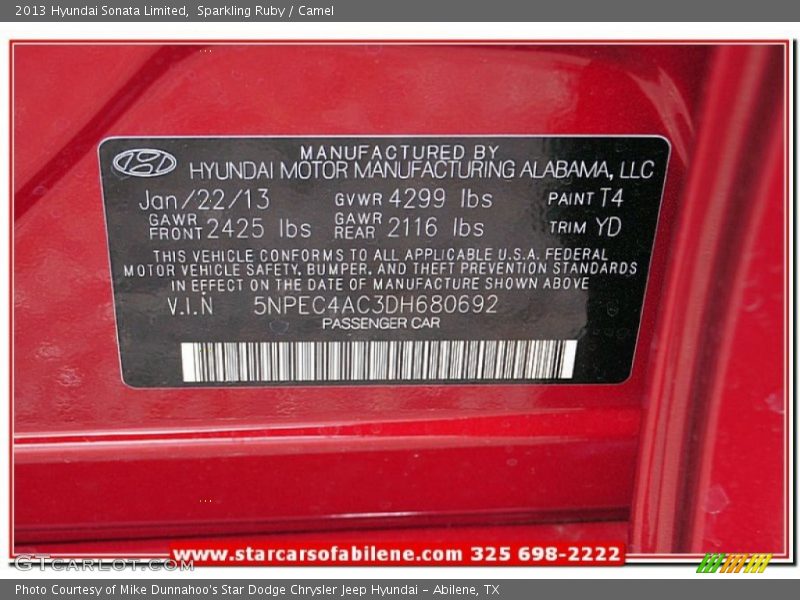 2013 Hyundai Sonata Limited, Sparkling Ruby / Camel
MANUFACTURED BY
HYUNDAI MOTOR MANUFACTURING ALABAMA, LLC
Jan/22/13 GVWR 4299 lbs PAINT T4
GAWR FRONT 2425 lbs GAWR REAR 2116 lbs TRIM YD
THIS VEHICLE CONFORMS TO ALL APPLICABLE U.S.A. FEDERAL
MOTOR VEHICLE SAFETY, BUMPER, AND THEFT PREVENTION STANDARDS
IN EFFECT ON THE DATE OF MANUFACTURE SHOWN ABOVE
V.I.N 5NPEC4AC3DH680692
PASSENGER CAR
www.starcarsofabilene.com 325 698-2222
GTCARLOT.COM
Photo Courtesy of Mike Dunnahoo's Star Dodge Chrysler Jeep Hyundai - Abilene, TX